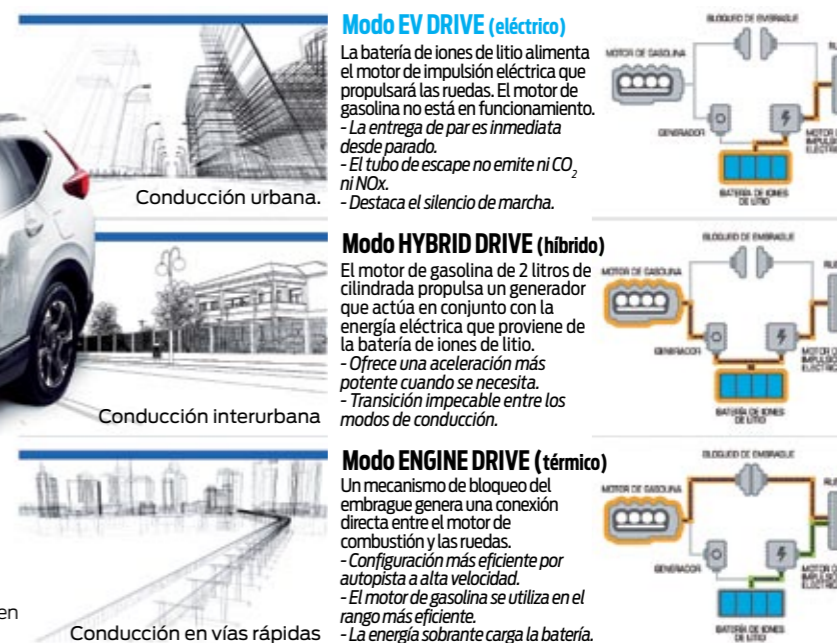 Modo EV DRIVE (eléctrico)
La batería de iones de litio alimenta
el motor de impulsión eléctrica que
propulsará las ruedas. El motor de
gasolina no está en funcionamiento.
- La entrega de par es inmediata
desde parado.
- El tubo de escape no emite ni CO2
ni NOx.
- Destaca el silencio de marcha.
Conducción urbana.
BLOQUEO DE EMBRAGUE
MOTOR DE GASOLINA
GENERADOR
MOTOR DE
IMPULSIÓN
ELÉCTRICA
BATERÍA DE IONES
DE LITIO
Modo HYBRID DRIVE (híbrido)
El motor de gasolina de 2 litros de
cilindrada propulsa un generador
que actúa en conjunto con la
energía eléctrica que proviene de
la batería de iones de litio.
- Ofrece una aceleración más
potente cuando se necesita.
- Transición impecable entre los
modos de conducción.
Conducción interurbana
BLOQUEO DE EMBRAGUE
MOTOR DE GASOLINA
GENERADOR
BATERÍA DE IONES
DE LITIO
Modo ENGINE DRIVE (térmico)
Un mecanismo de bloqueo del
embrague genera una conexión
directa entre el motor de
combustión y las ruedas.
- Configuración más eficiente por
autopista a alta velocidad.
- El motor de gasolina se utiliza en el
rango más eficiente.
- La energía sobrante carga la batería.
en
Conducción en vías rápidas
BLOQUEO DE EMBRAGUE
MOTOR DE GASOLINA
GENERADOR
BATERÍA DE IONES
DE LITIO